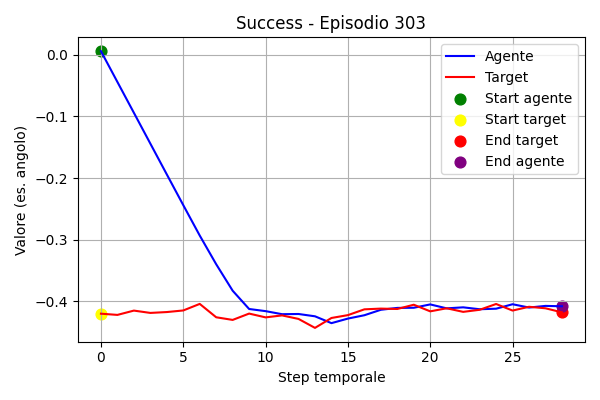 Success - Episodio 303
Valore (es. angolo)
0.0
−0.1
−0.2
−0.3
−0.4
0
5
10
15
20
25
Step temporale
Agente
Target
Start agente
Start target
End target
End agente